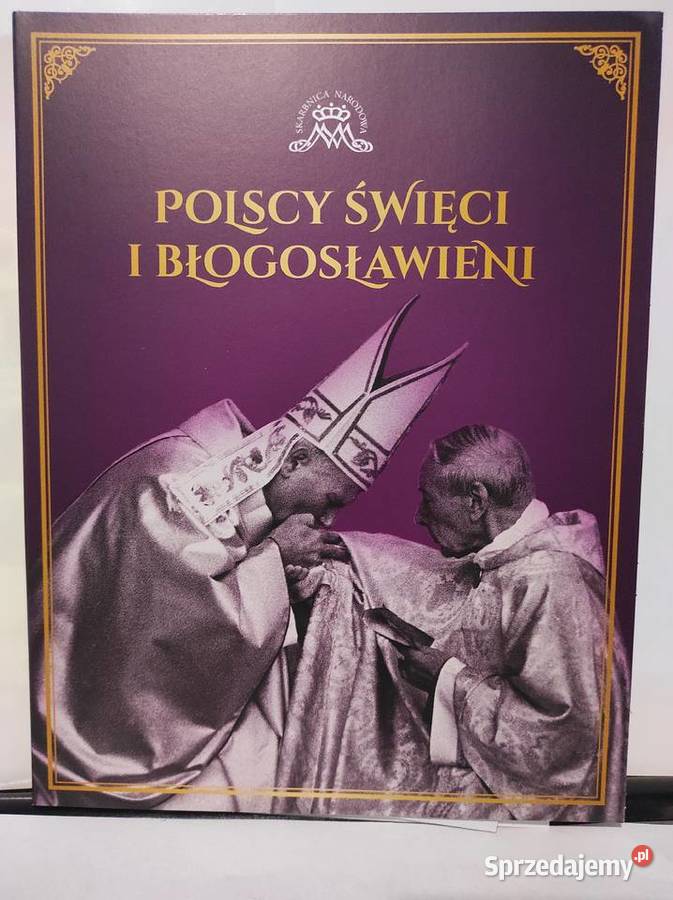 SKARBNICA NARODOWA
POLSCY ŚWIĘCI
I BŁOGOSŁAWIENI
Sprzedajemy.pl